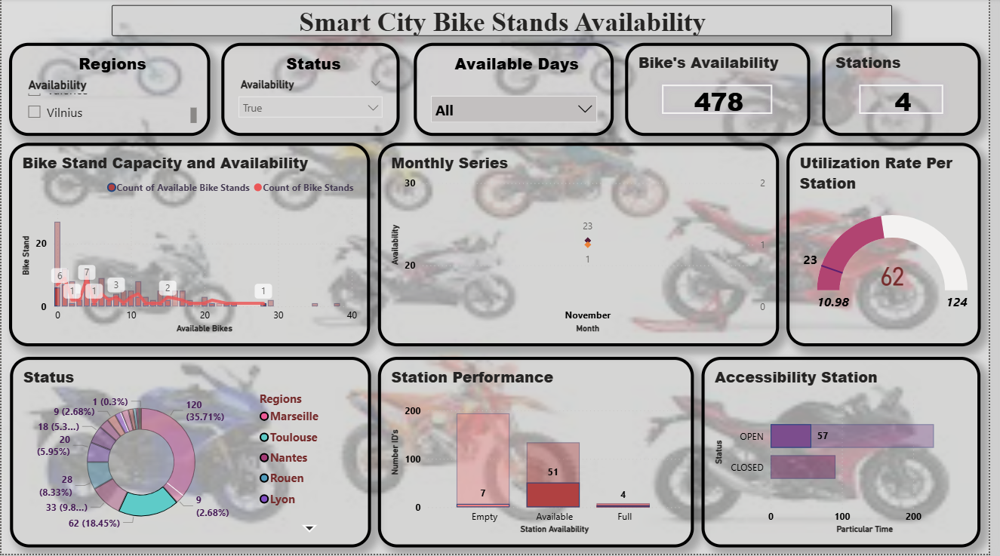 Smart City Bike Stands Availability
Regions
Availability
Vilnius
Status
Availability
True
Available Days
All
Bike's Availability
478
Stations
4
Bike Stand Capacity and Availability
Count of Available Bike Stands Count of Bike Stands
Bike Stand
20
0
6
1
7
1
3
2
1
0 10 20 30 40
Available Bikes
Monthly Series
Availability
30
20
2
1
0
23
1
November
Month
Utilization Rate Per
Station
23
62
10.98
124
Status
1 (0.3%)
9 (2.68%)
18 (5.3...)
20
(5.95%)
28
(8.33%)
33 (9.8...)
62 (18.45%)
120
(35.71%)
9
(2.68%)
Regions
Marseille
Toulouse
Nantes
Rouen
Lyon
Station Performance
Number ID's
200
100
0
7
51
4
Empty Available Full
Station Availability
Accessibility Station
Status
OPEN
57
CLOSED
0 100 200
Particular Time